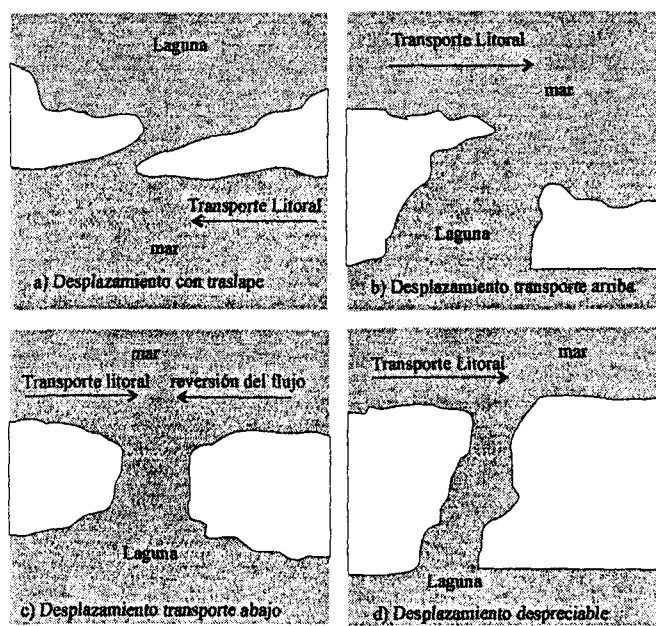 Laguna
Transporte Litoral
mar
a) Desplazamiento con traslape
Transporte Litoral
mar
Laguna
b) Desplazamiento transporte arriba
mar
Transporte litoral
reversión del flujo
Laguna
c) Desplazamiento transporte abajo
mar
Transporte Litoral
Laguna
d) Desplazamiento despreciable